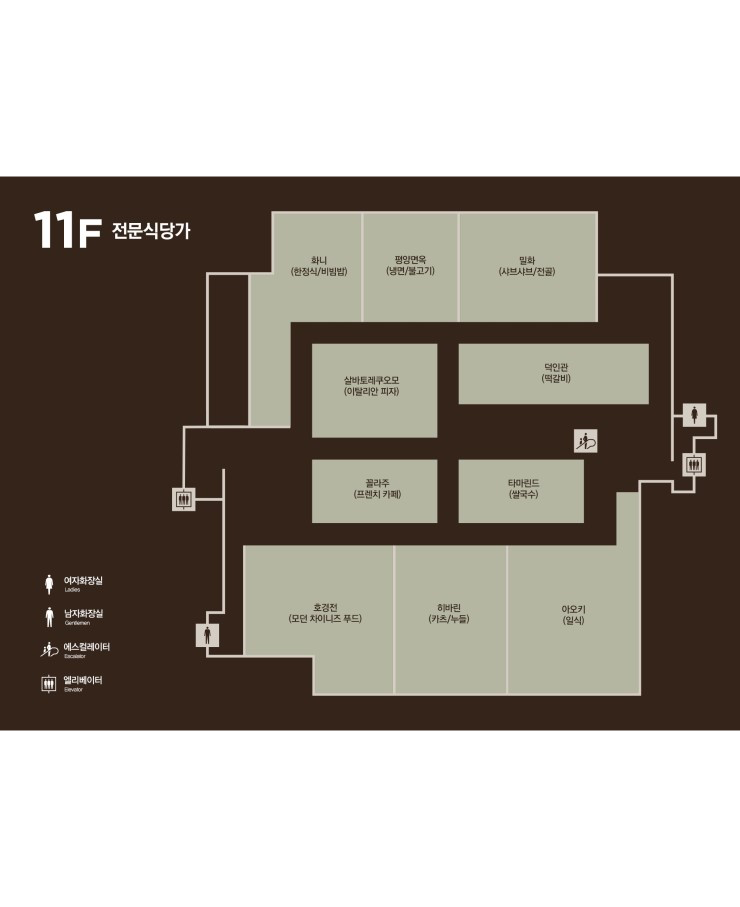 11F 전문식당가
화니
(한정식/비빔밥)
평양면옥
(냉면/불고기)
밀화
(샤브샤브/전골)
살바토레쿠오모
(이탈리안 피자)
덕인관
(떡갈비)
꼴라주
(프렌치 카페)
타마린드
(쌀국수)
호경전
(모던 차이니즈 푸드)
히바린
(카츠/누들)
아오키
(일식)
여자화장실
Ladies
남자화장실
Gentlemen
에스컬레이터
Escalator
엘리베이터
Elevator